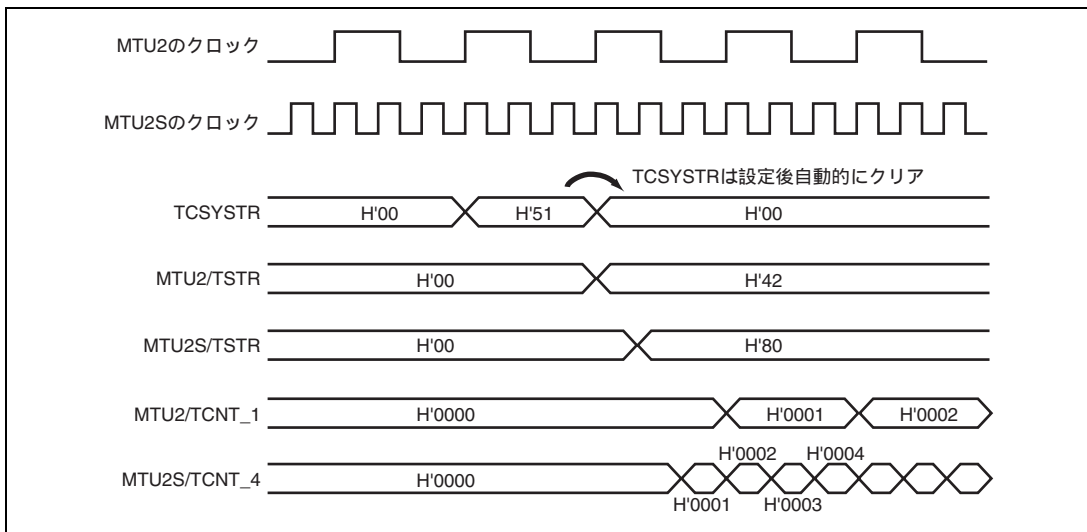 MTU2のクロック
MTU2Sのクロック
TCSYSTRは設定後自動的にクリア
TCSYSTR H'00 H'51 H'00
MTU2/TSTR H'00 H'42
MTU2S/TSTR H'00 H'80
MTU2/TCNT_1 H'0000 H'0001 H'0002
H'0002 H'0004
MTU2S/TCNT_4 H'0000
H'0001 H'0003